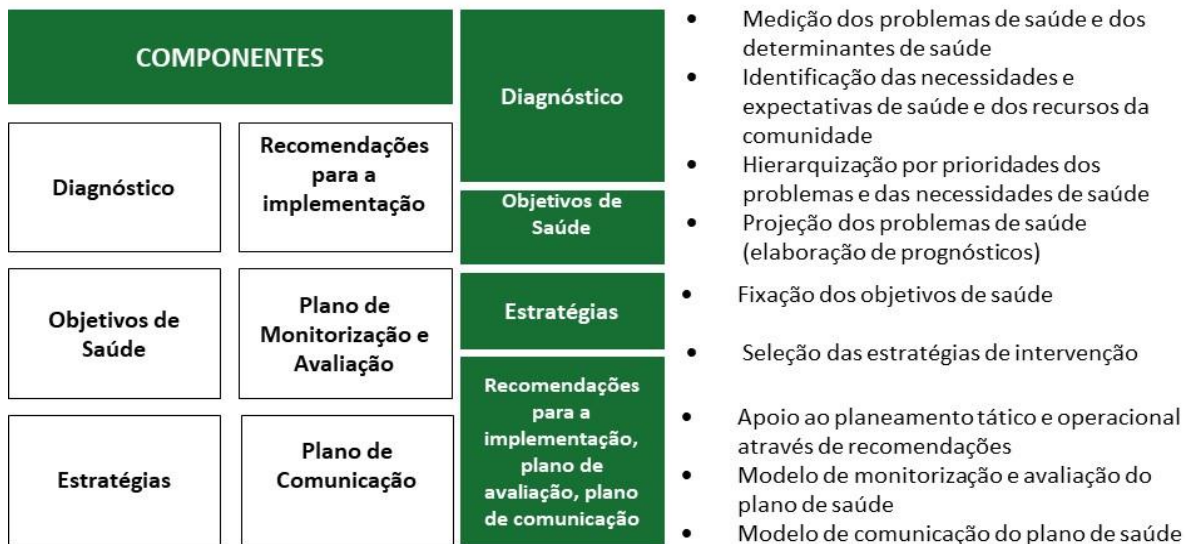 COMPONENTES
Diagnóstico
Recomendações
para a
implementação
Objetivos de
Saúde
Plano de
Monitorização e
Avaliação
Estratégias
Plano de
Comunicação
Diagnóstico
Objetivos de
Saúde
Estratégias
Recomendações
para a
implementação,
plano de
avaliação, plano
de comunicação
• Medição dos problemas de saúde e dos
determinantes de saúde
• Identificação das necessidades e
expectativas de saúde e dos recursos da
comunidade
• Hierarquização por prioridades dos
problemas e das necessidades de saúde
• Projeção dos problemas de saúde
(elaboração de prognósticos)
• Fixação dos objetivos de saúde
• Seleção das estratégias de intervenção
• Apoio ao planeamento tático e operacional
através de recomendações
• Modelo de monitorização e avaliação do
plano de saúde
• Modelo de comunicação do plano de saúde